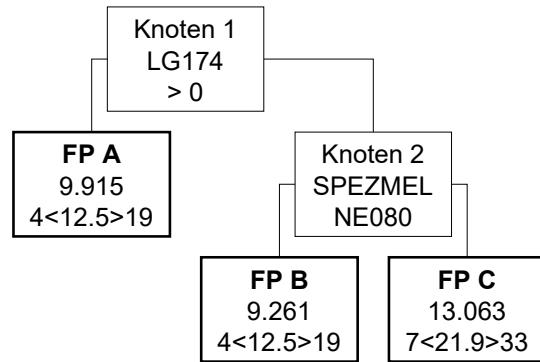 Knoten 1
LG174
> 0
FP A
9.915
4<12.5>19
Knoten 2
SPEZMEL
NE080
FP B
9.261
4<12.5>19
FP C
13.063
7<21.9>33